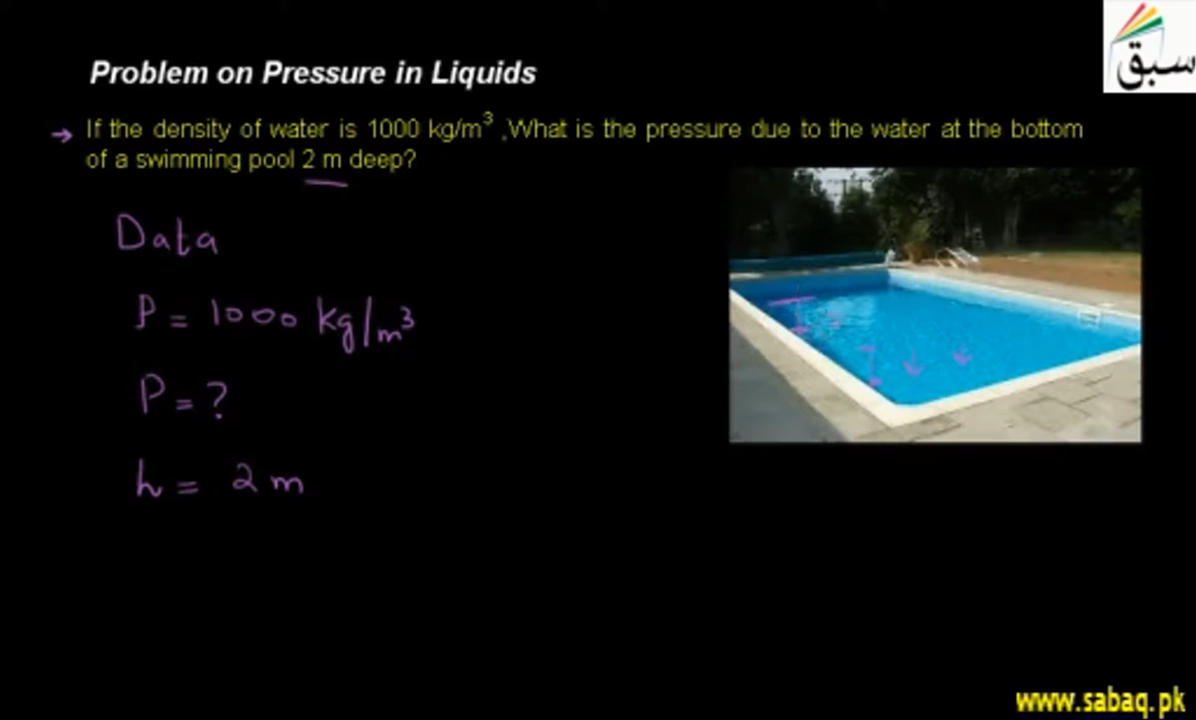 سبق
Problem on Pressure in Liquids
→ If the density of water is 1000 kg/m³ ,What is the pressure due to the water at the bottom
of a swimming pool 2 m deep?
Data
ρ = 1000 kg/m³
P = ?
h = 2 m
www.sabaq.pk